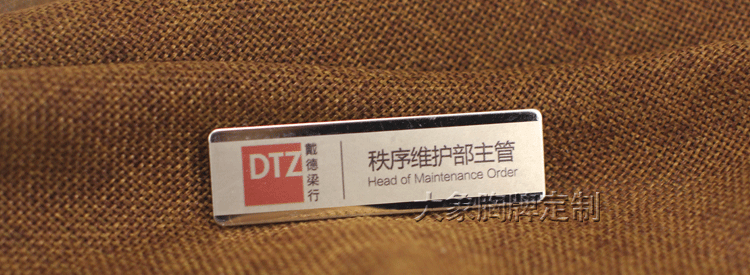 DTZ
戴德梁行
秩序维护部主管
Head of Maintenance Order
大象胸牌定制